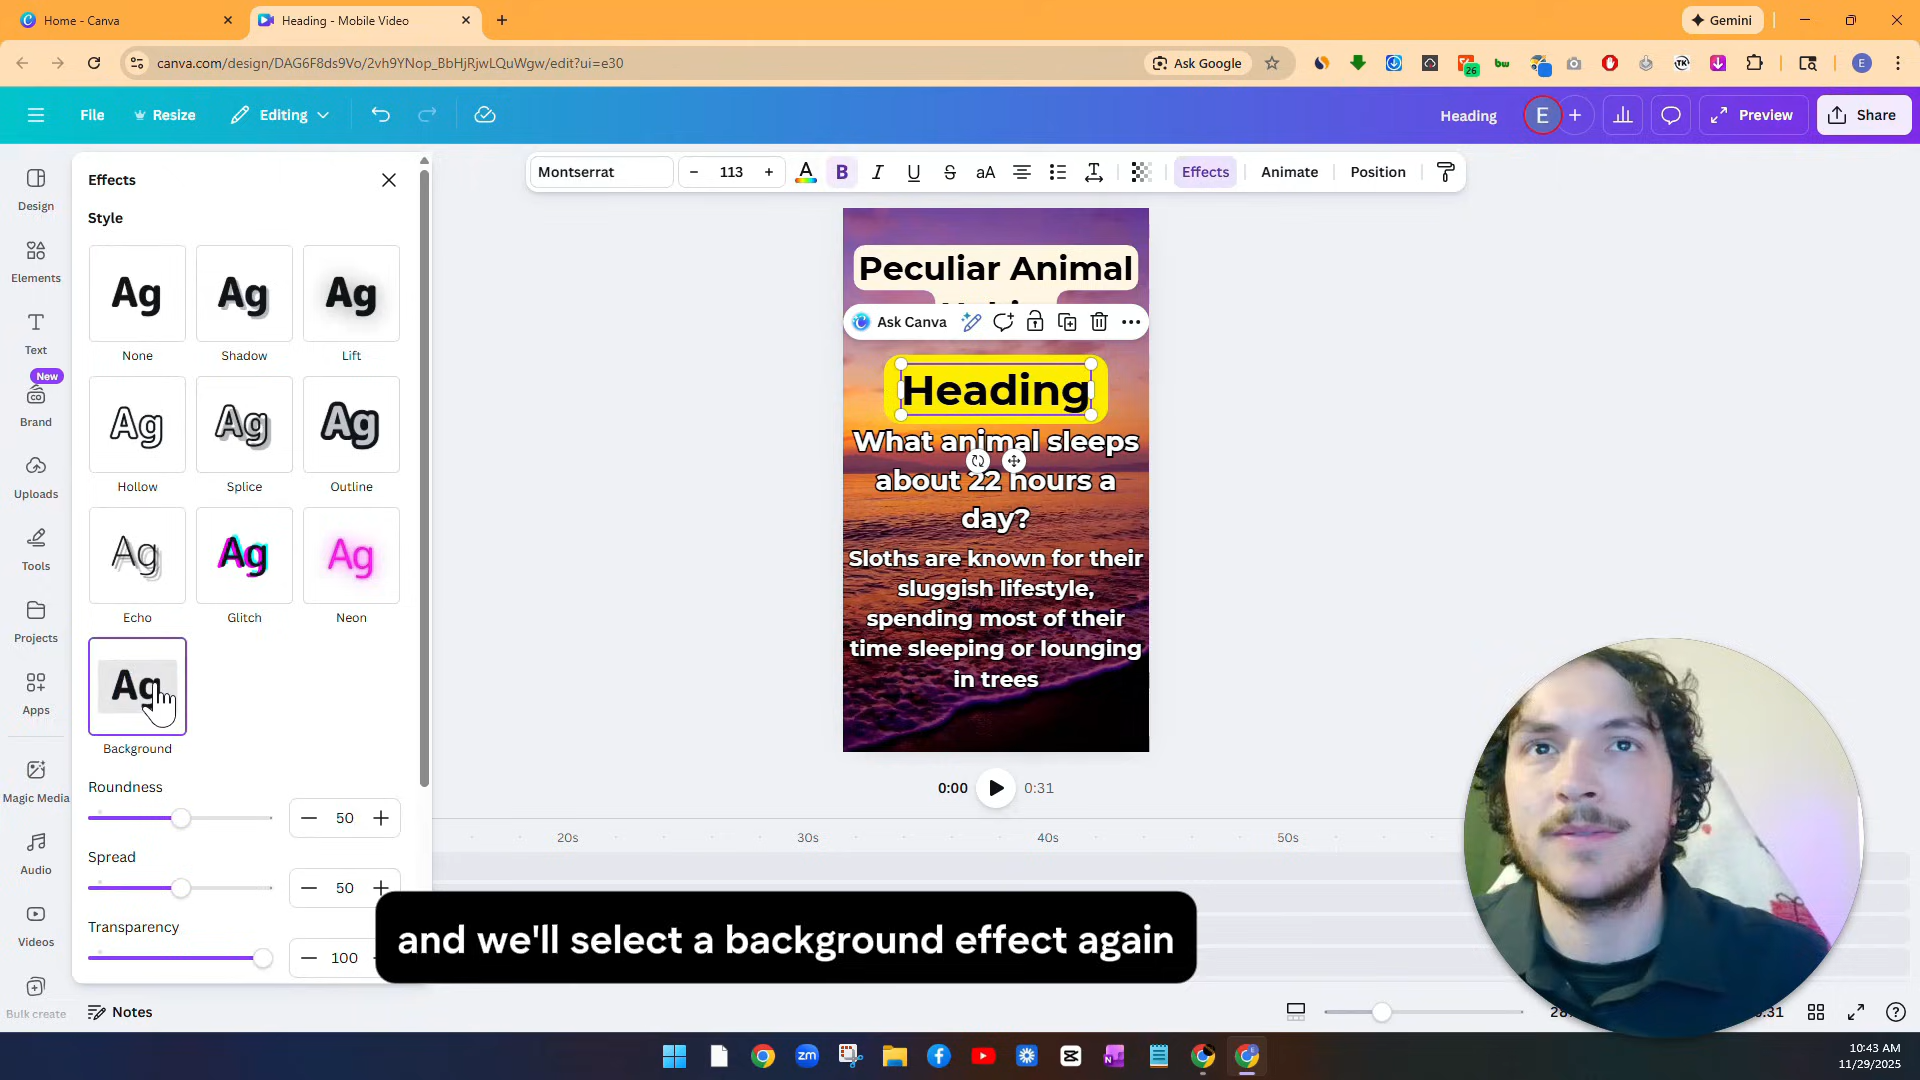 Home - Canva
Heading - Mobile Video
Gemini
canva.com/design/DAG6F8ds9Vo/2vh9YNop_BbHjRjwLQuWgw/edit?ui=e30
Ask Google
26
bw
TK
E
File
Resize
Editing
Heading
E
Preview
Share
Design
Elements
Text
New
Brand
Uploads
Tools
Projects
Apps
Magic Media
Audio
Videos
Bulk create
Effects
Style
Ag
Ag
Ag
None
Shadow
Lift
Ag
Ag
Ag
Hollow
Splice
Outline
Ag
Ag
Ag
Echo
Glitch
Neon
Ag
Background
Roundness
50
Spread
50
Transparency
100
Montserrat
113
A
B
I
U
S
aA
Effects
Animate
Position
Peculiar Animal
Ask Canva
Heading
What animal sleeps
about 22 hours a
day?
Sloths are known for their
sluggish lifestyle,
spending most of their
time sleeping or lounging
in trees
0:00
0:31
20s
30s
40s
50s
and we'll select a background effect again
Notes
zm
10:43 AM
11/29/2025